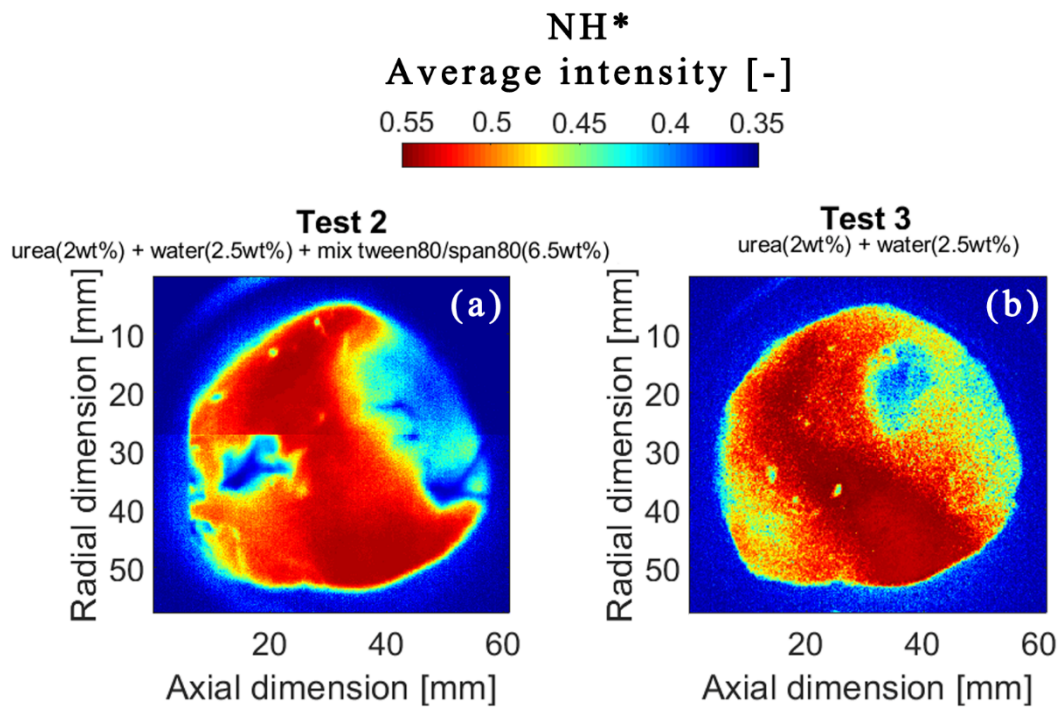 NH*
Average intensity [-]
0.55 0.5 0.45 0.4 0.35
Test 2
urea(2wt%) + water(2.5wt%) + mix tween80/span80(6.5wt%)
(a)
Radial dimension [mm]
10
20
30
40
50
20 40 60
Axial dimension [mm]
Test 3
urea(2wt%) + water(2.5wt%)
(b)
Radial dimension [mm]
10
20
30
40
50
20 40 60
Axial dimension [mm]